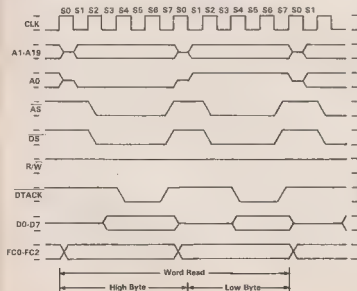 S0 S1 S2 S3 S4 S5 S6 S7 S0 S1 S2 S3 S4 S5 S6 S7 S0 S1
CLK
A1-A19
A0
AS
DS
R/W
DTACK
D0-D7
FC0-FC2
Word Read
High Byte
Low Byte